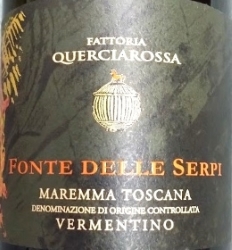 FATTORIA
QUERCIAROSSA
FONTE DELLE SERPI
MAREMMA TOSCANA
DENOMINAZIONE DI ORIGINE CONTROLLATA
VERMENTINO